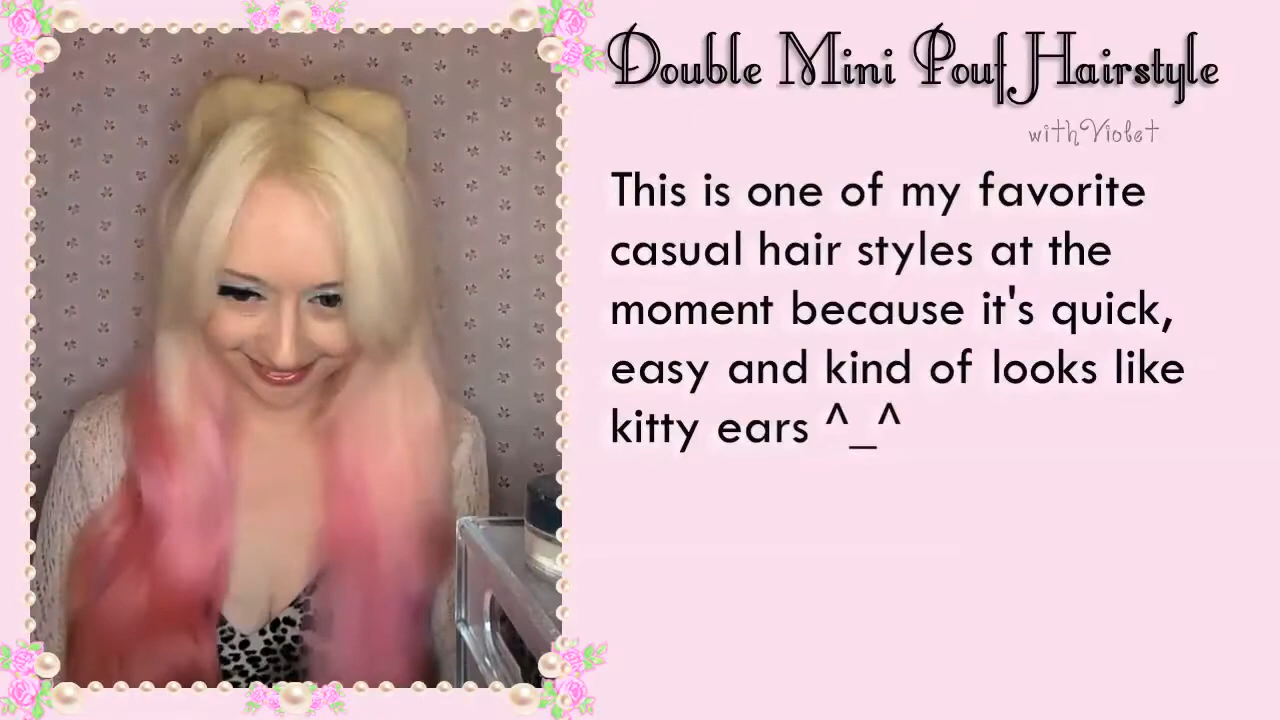 Double Mini Pouf Hairstyle
with Violet
This is one of my favorite
casual hair styles at the
moment because it's quick,
easy and kind of looks like
kitty ears ^_^